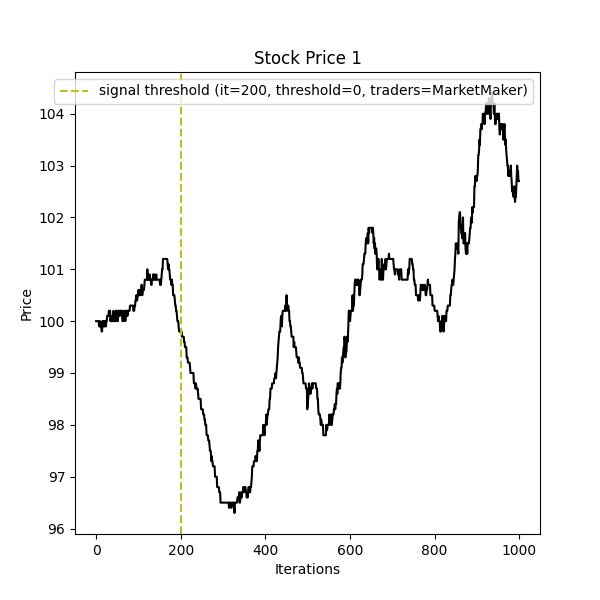 Stock Price 1
signal threshold (it=200, threshold=0, traders=MarketMaker)
104
103
102
101
100
99
98
97
96
Price
0 200 400 600 800 1000
Iterations